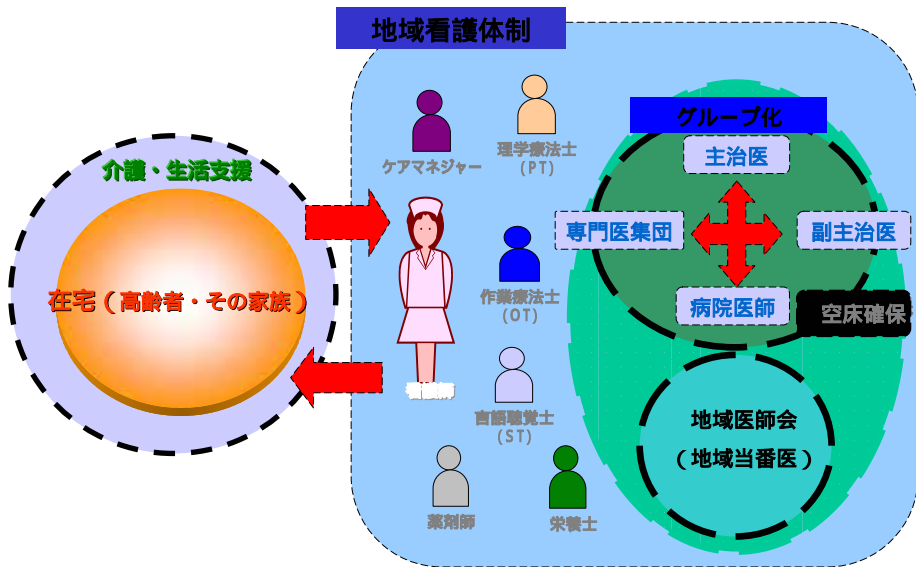 地域看護体制
介護・生活支援
在宅（高齢者・その家族）
ケアマネジャー
理学療法士
(PT)
作業療法士
(OT)
看護師
言語聴覚士
(ST)
薬剤師
栄養士
グループ化
主治医
専門医集団
副主治医
病院医師
空床確保
地域医師会
（地域当番医）